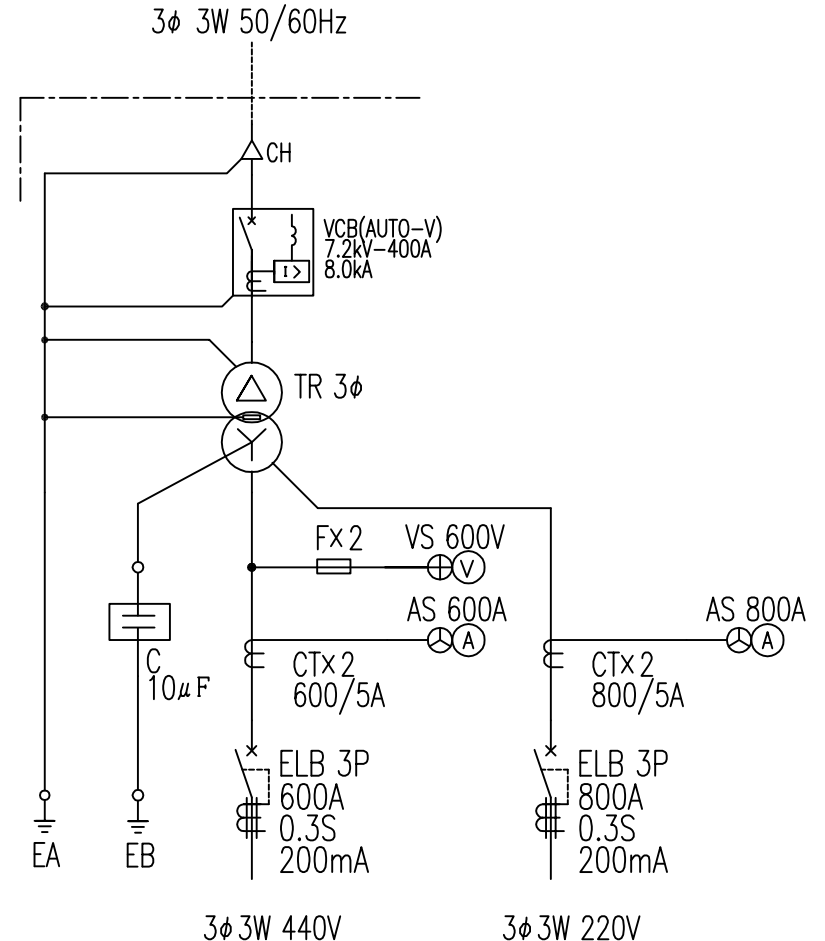 3φ 3W 50/60Hz
CH
VCB(AUTO-V)
7.2kV-400A
8.0kA
I >
TR 3φ
F×2
VS 600V
V
AS 600A
A
AS 800A
A
CT×2
600/5A
CT×2
800/5A
C
10μF
ELB 3P
600A
0.3S
200mA
ELB 3P
800A
0.3S
200mA
EA
EB
3φ3W 440V
3φ3W 220V